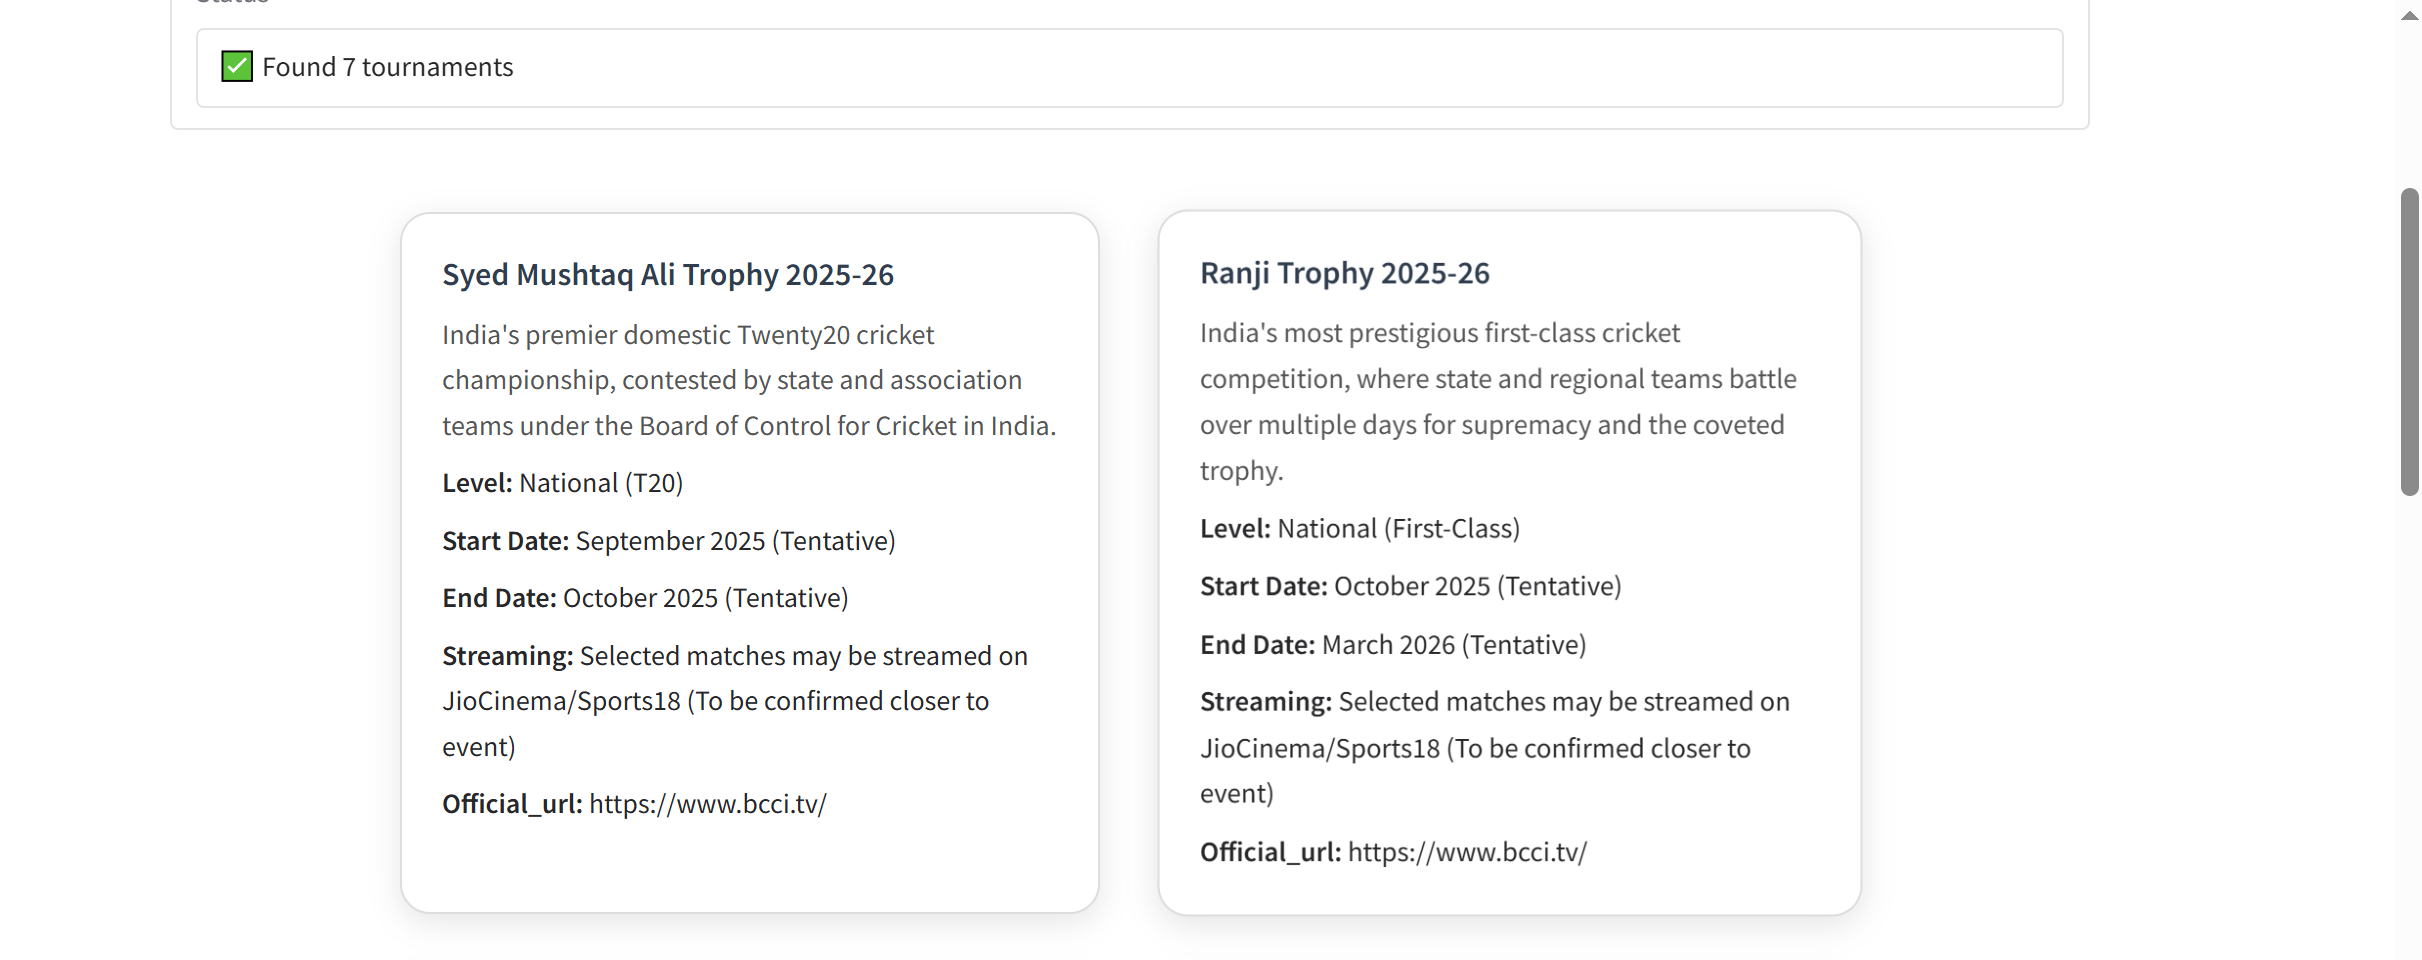 Status
Found 7 tournaments
Syed Mushtaq Ali Trophy 2025-26
India's premier domestic Twenty20 cricket
championship, contested by state and association
teams under the Board of Control for Cricket in India.
Level: National (T20)
Start Date: September 2025 (Tentative)
End Date: October 2025 (Tentative)
Streaming: Selected matches may be streamed on
JioCinema/Sports18 (To be confirmed closer to
event)
Official_url: https://www.bcci.tv/
Ranji Trophy 2025-26
India's most prestigious first-class cricket
competition, where state and regional teams battle
over multiple days for supremacy and the coveted
trophy.
Level: National (First-Class)
Start Date: October 2025 (Tentative)
End Date: March 2026 (Tentative)
Streaming: Selected matches may be streamed on
JioCinema/Sports18 (To be confirmed closer to
event)
Official_url: https://www.bcci.tv/